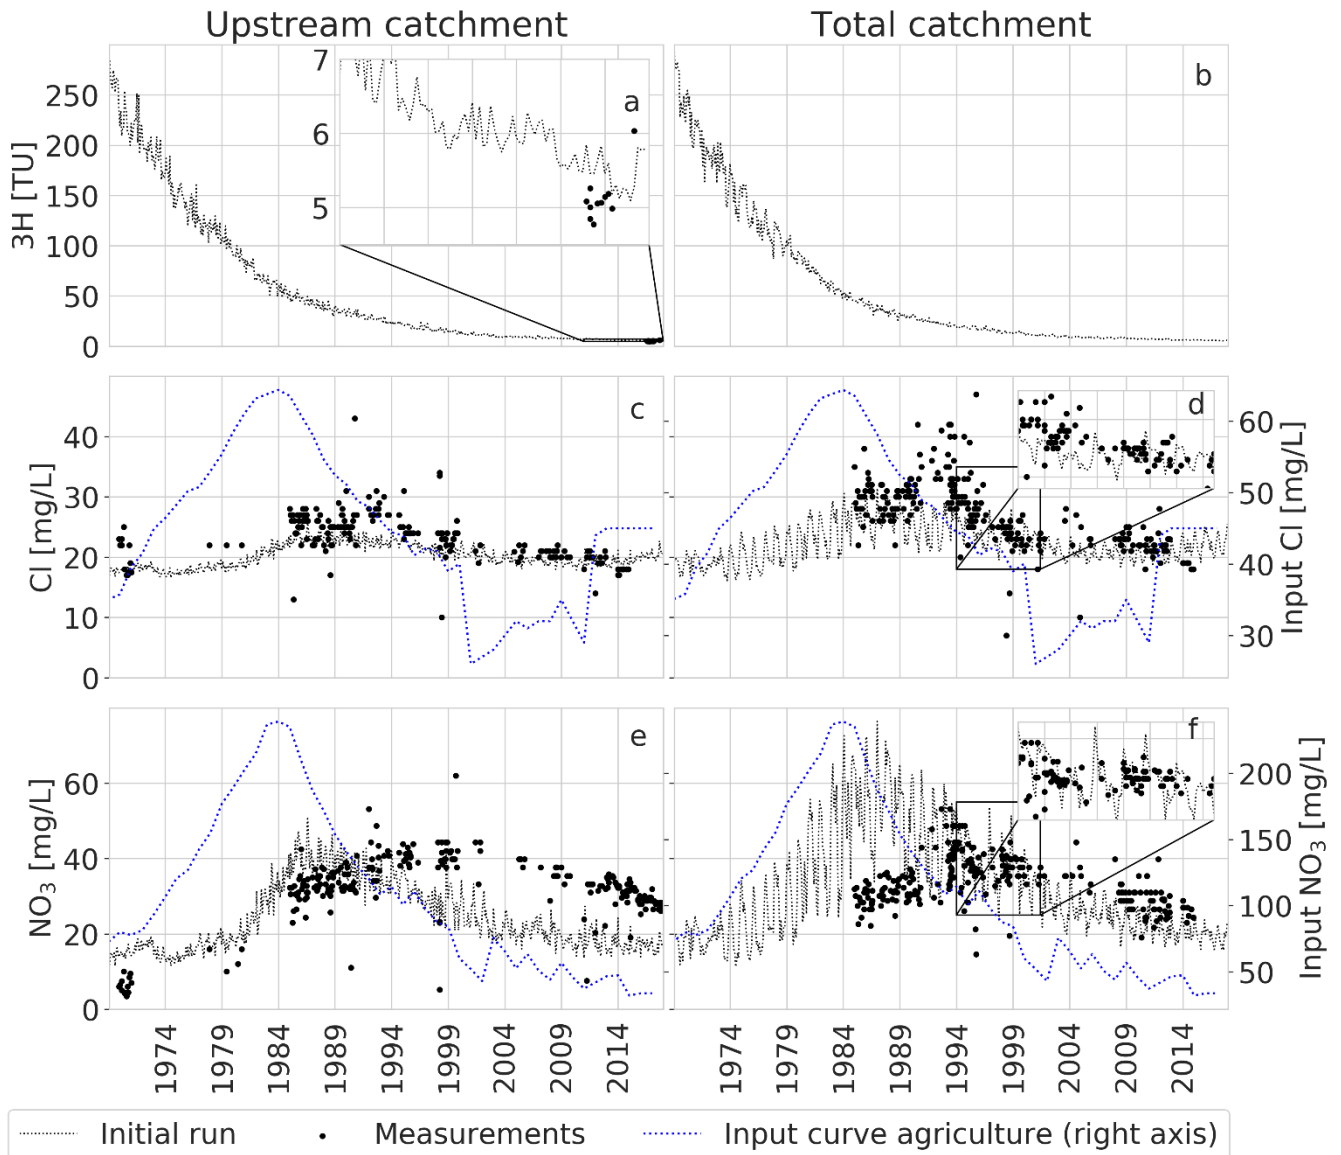 Upstream catchment
Total catchment
3H [TU]
250
200
150
100
50
0
7
6
5
a
b
Cl [mg/L]
40
30
20
10
0
c
d
60
50
40
30
Input Cl [mg/L]
NO3 [mg/L]
60
40
20
0
e
f
200
150
100
50
Input NO3 [mg/L]
1974 1979 1984 1989 1994 1999 2004 2009 2014
1974 1979 1984 1989 1994 1999 2004 2009 2014
Initial run Measurements Input curve agriculture (right axis)